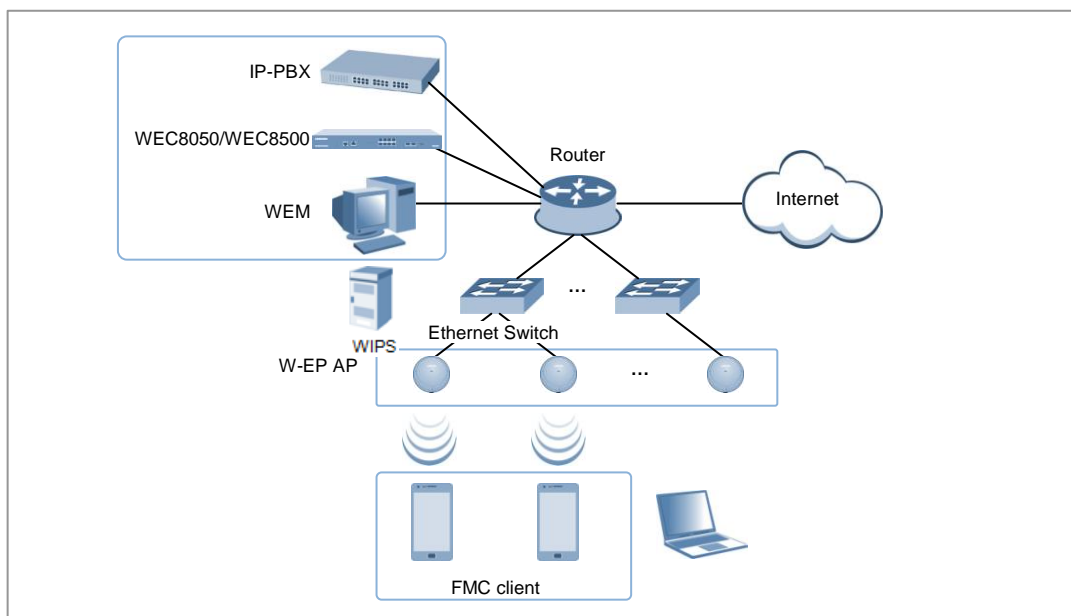 IP-PBX
WEC8050/WEC8500
Router
WEM
Internet
...
Ethernet Switch
WIPS
W-EP AP
...
FMC client